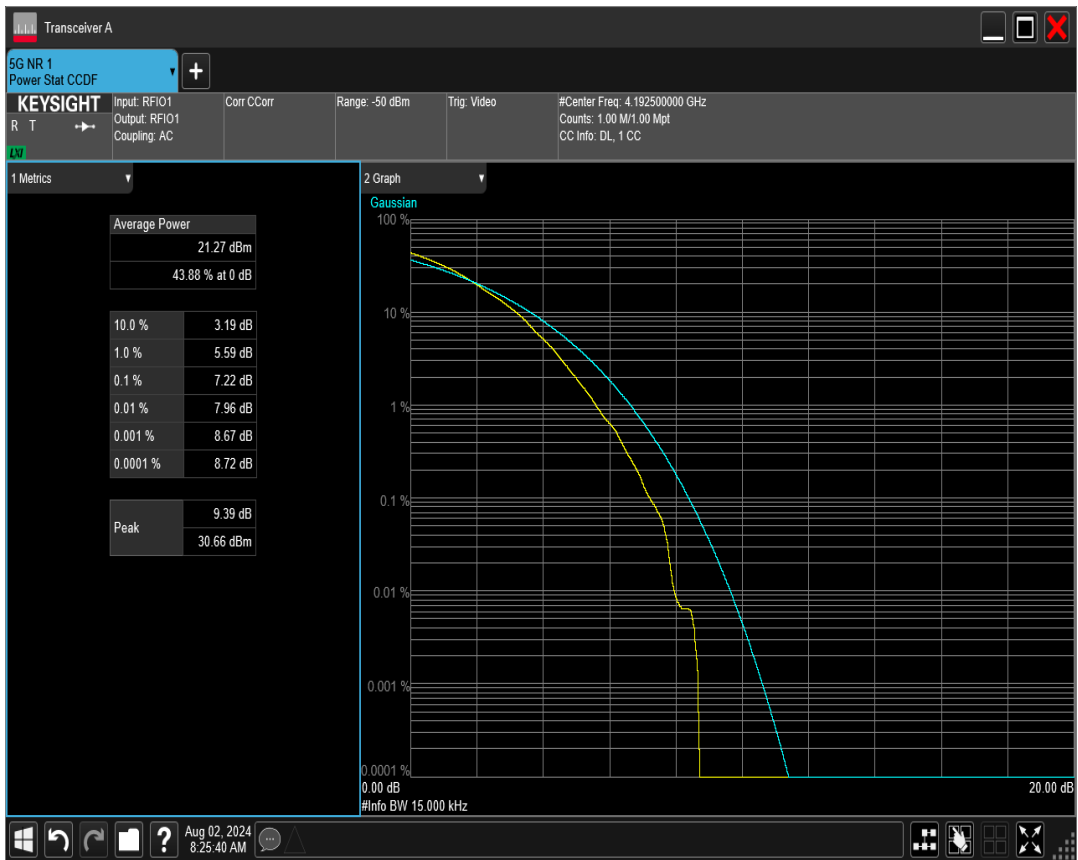 Transceiver A
5G NR 1
Power Stat CCDF
KEYSIGHT
R T
LXI
Input: RFIO1
Output: RFIO1
Coupling: AC
Corr CCorr
Range: -50 dBm
Trig: Video
#Center Freq: 4.192500000 GHz
Counts: 1.00 M/1.00 Mpt
CC Info: DL, 1 CC
1 Metrics
Average Power
21.27 dBm
43.88 % at 0 dB
10.0 % 3.19 dB
1.0 % 5.59 dB
0.1 % 7.22 dB
0.01 % 7.96 dB
0.001 % 8.67 dB
0.0001 % 8.72 dB
Peak
9.39 dB
30.66 dBm
2 Graph
Gaussian
100 %
10 %
1 %
0.1 %
0.01 %
0.001 %
0.0001 %
0.00 dB 20.00 dB
#Info BW 15.000 kHz
?
Aug 02, 2024
8:25:40 AM